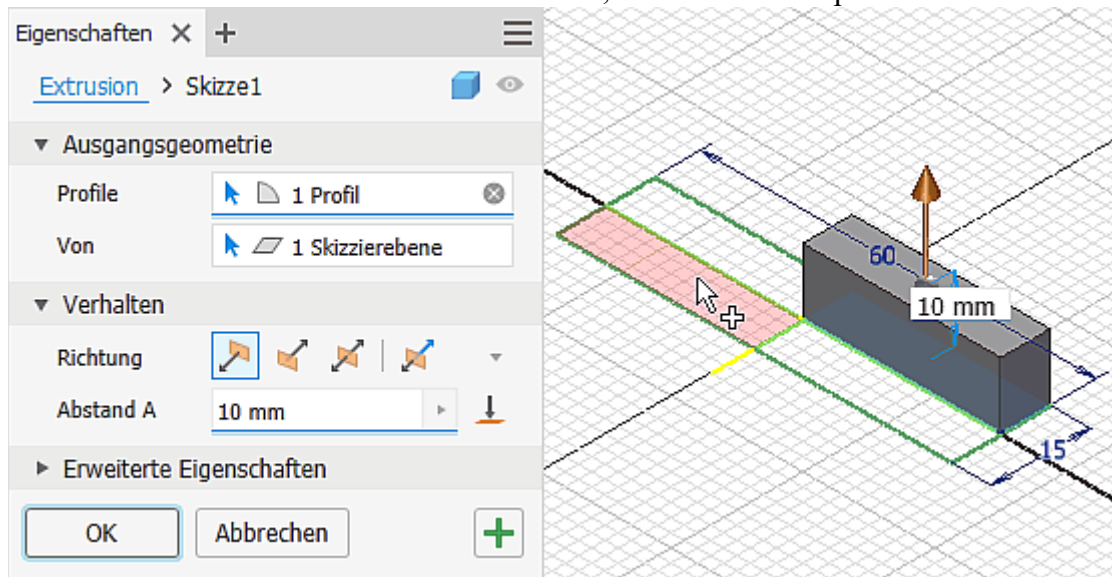 Eigenschaften × +
Extrusion > Skizze1
Ausgangsgeometrie
Profile 1 Profil
Von 1 Skizzierebene
Verhalten
Richtung
Abstand A 10 mm
Erweiterte Eigenschaften
OK Abbrechen
60
10 mm
15